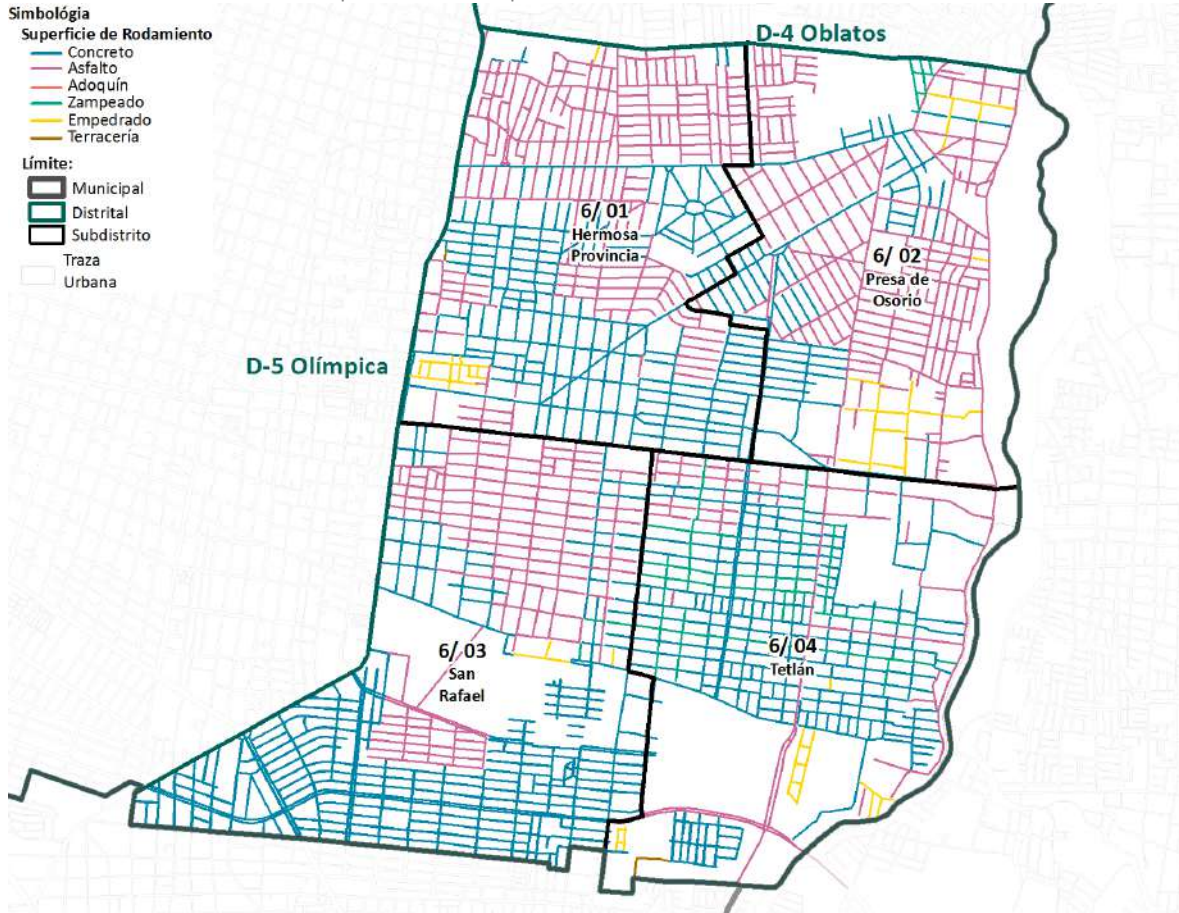 Simbológia
Superficie de Rodamiento
Concreto
Asfalto
Adoquín
Zampeado
Empedrado
Terracería
Límite:
Municipal
Distrital
Subdistrito
Traza
Urbana
D-4 Oblatos
6/ 01
Hermosa
Provincia
6/ 02
Presa de
Osorio
D-5 Olímpica
6/ 03
San
Rafael
6/ 04
Tetlán